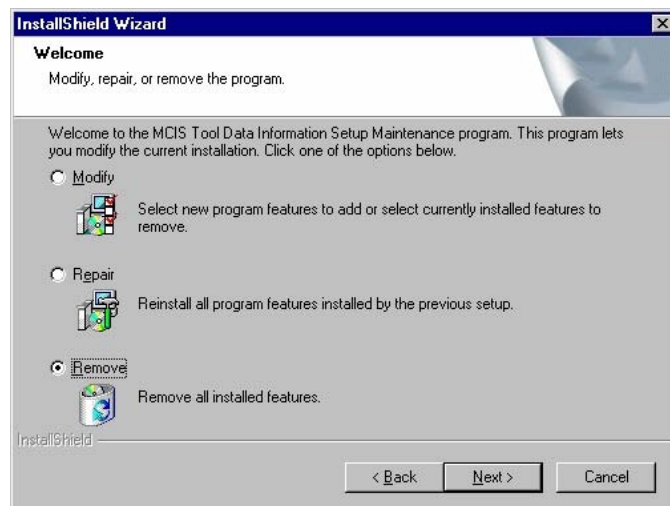 InstallShield Wizard
Welcome
Modify, repair, or remove the program.
Welcome to the MCIS Tool Data Information Setup Maintenance program. This program lets
you modify the current installation. Click one of the options below.
Modify
Select new program features to add or select currently installed features to
remove.
Repair
Reinstall all program features installed by the previous setup.
Remove
Remove all installed features.
InstallShield
< Back
Next >
Cancel